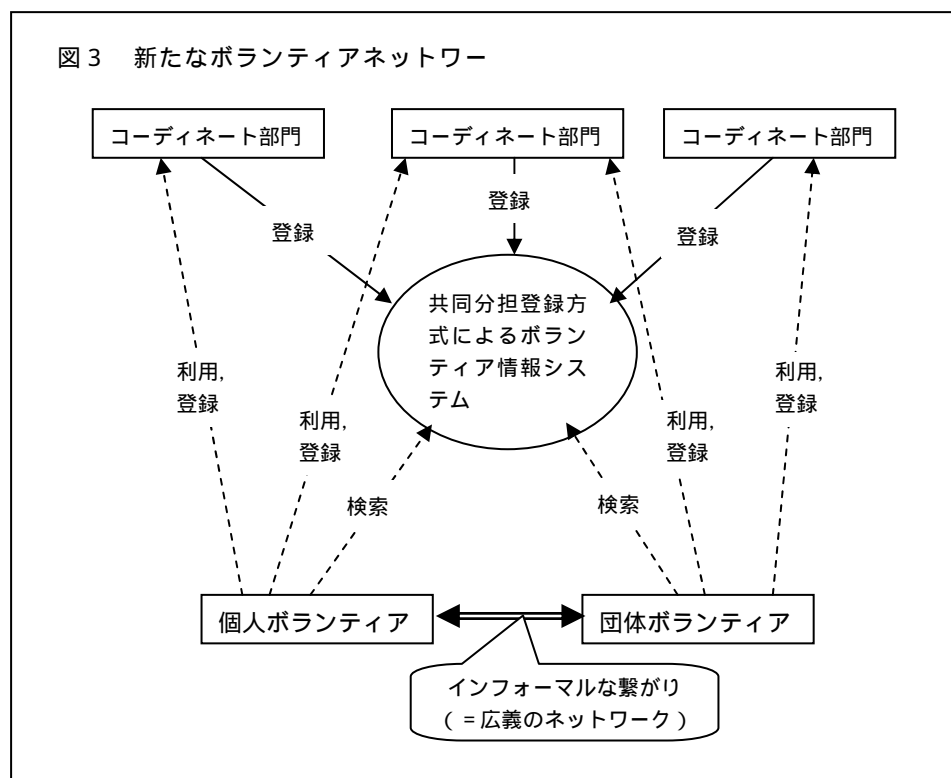 図3 新たなボランティアネットワー
コーディネート部門
コーディネート部門
コーディネート部門
登録
登録
登録
共同分担登録方
式によるボラン
ティア情報シス
テム
利用,
登録
利用,
登録
利用,
登録
利用,
登録
検索
検索
個人ボランティア
団体ボランティア
インフォーマルな繋がり
(=広義のネットワーク)